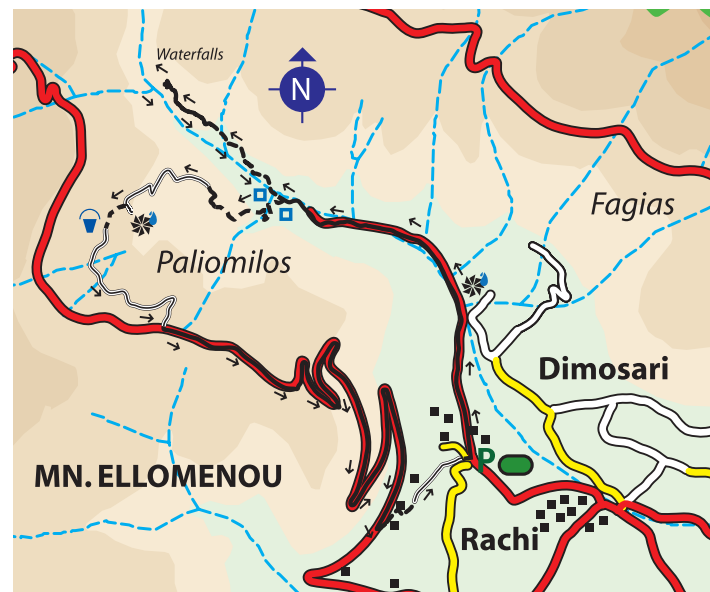 Waterfalls
N
Fagias
Paliomilos
Dimosari
MN. ELLOMENOU
P
Rachi